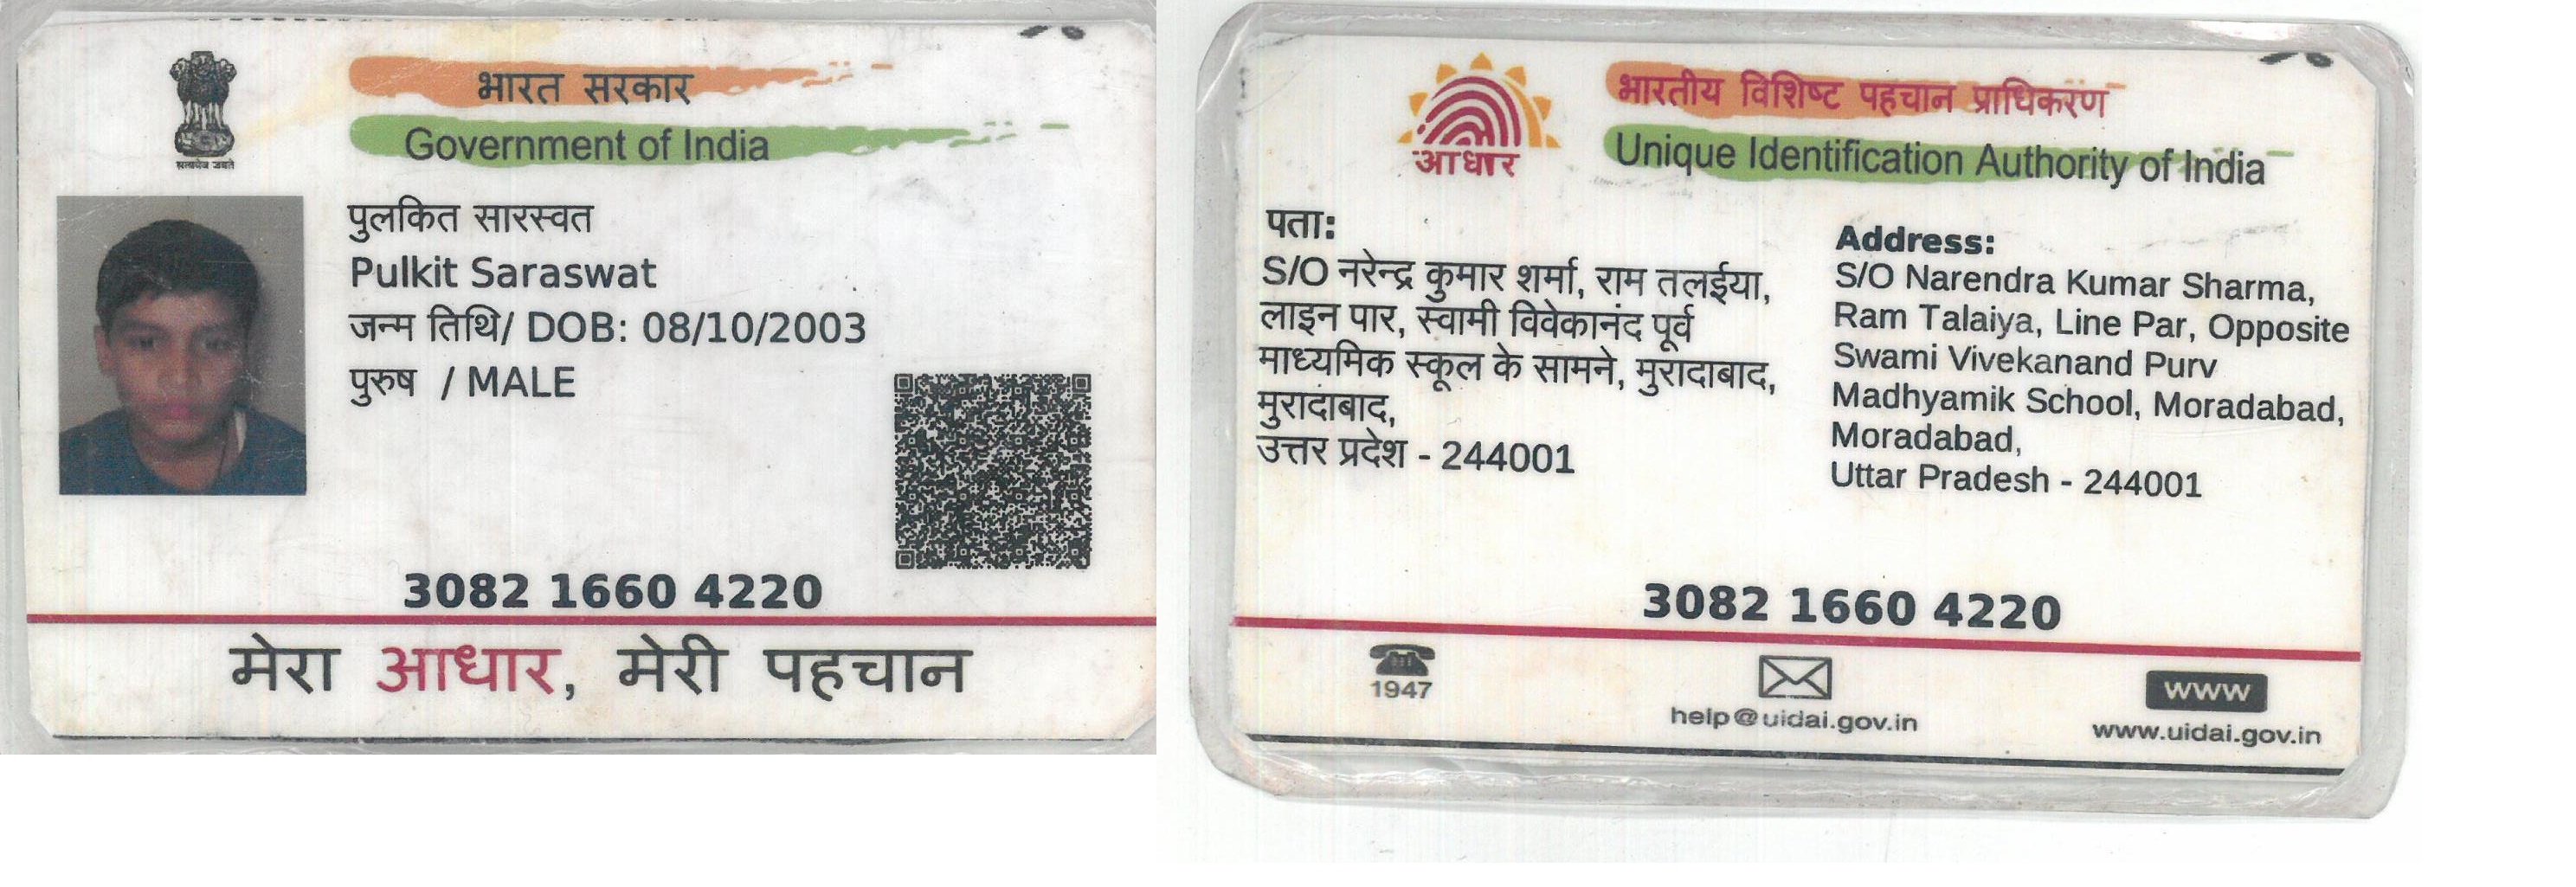 भारत सरकार
Government of India
सत्यमेव जयते
पुलकित सारस्वत
Pulkit Saraswat
जन्म तिथि/ DOB: 08/10/2003
पुरुष / MALE
3082 1660 4220
मेरा आधार, मेरी पहचान
भारतीय विशिष्ट पहचान प्राधिकरण
Unique Identification Authority of India
आधार
पता:
S/O नरेन्द्र कुमार शर्मा, राम तलईया,
लाइन पार, स्वामी विवेकानंद पूर्व
माध्यमिक स्कूल के सामने, मुरादाबाद,
मुरादाबाद,
उत्तर प्रदेश - 244001
Address:
S/O Narendra Kumar Sharma,
Ram Talaiya, Line Par, Opposite
Swami Vivekanand Purv
Madhyamik School, Moradabad,
Moradabad,
Uttar Pradesh - 244001
3082 1660 4220
1947
help@uidai.gov.in
www
www.uidai.gov.in